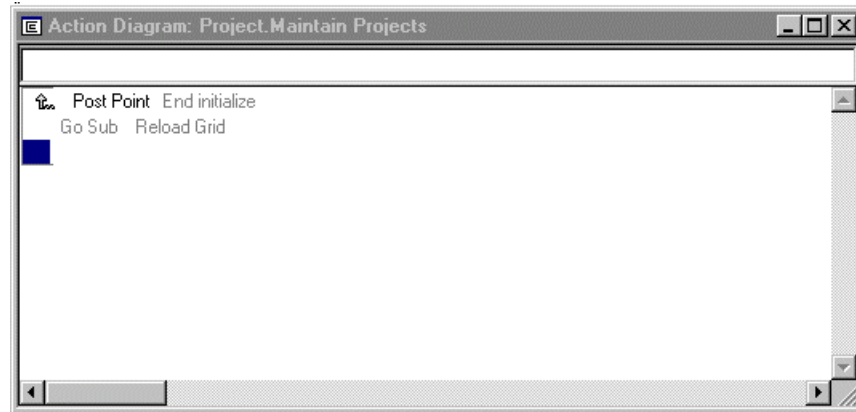 Action Diagram: Project.Maintain Projects
Post Point End initialize
Go Sub Reload Grid